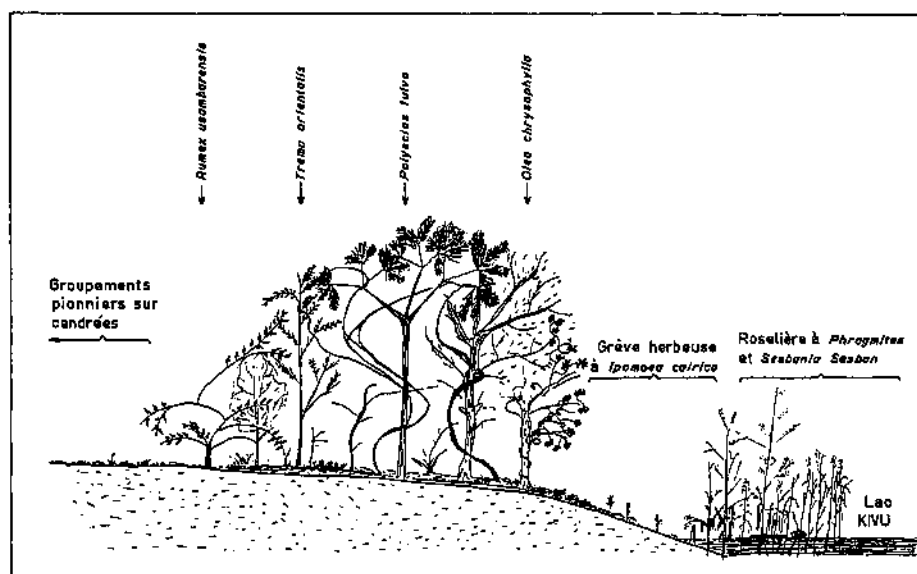 Rumex usambarensis
Trema orientalis
Polyscias fulva
Olea chrysophylla
Groupements
pionniers sur
cendrées
Grève herbeuse
à Ipomoea cairica
Roselière à Phragmites
et Sesbania Sesban
Lac
KIVU